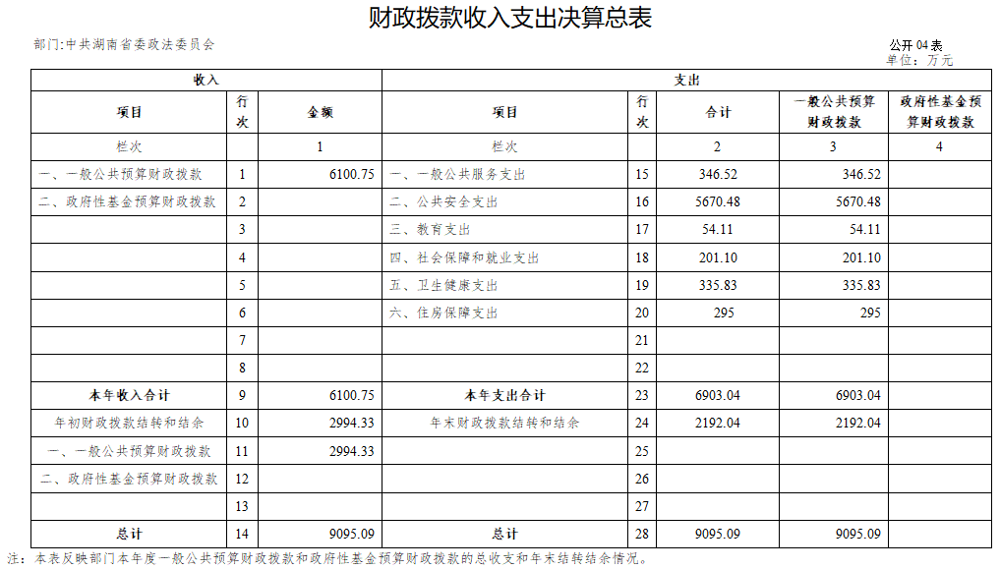 财政拨款收入支出决算总表
部门:中共湖南省委政法委员会
公开 04 表
单位：万元
收入 支出
项目 行次 金额 项目 行次 合计 一般公共预算财政拨款 政府性基金预算财政拨款
栏次 1 栏次 2 3 4
一、一般公共预算财政拨款 1 6100.75 一、一般公共服务支出 15 346.52 346.52
二、政府性基金预算财政拨款 2 二、公共安全支出 16 5670.48 5670.48
3 三、教育支出 17 54.11 54.11
4 四、社会保障和就业支出 18 201.10 201.10
5 五、卫生健康支出 19 335.83 335.83
6 六、住房保障支出 20 295 295
7 21
8 22
本年收入合计 9 6100.75 本年支出合计 23 6903.04 6903.04
年初财政拨款结转和结余 10 2994.33 年末财政拨款结转和结余 24 2192.04 2192.04
一、一般公共预算财政拨款 11 2994.33 25
二、政府性基金预算财政拨款 12 26
13 27
总计 14 9095.09 总计 28 9095.09 9095.09
注：本表反映部门本年度一般公共预算财政拨款和政府性基金预算财政拨款的总收支和年末结转结余情况。